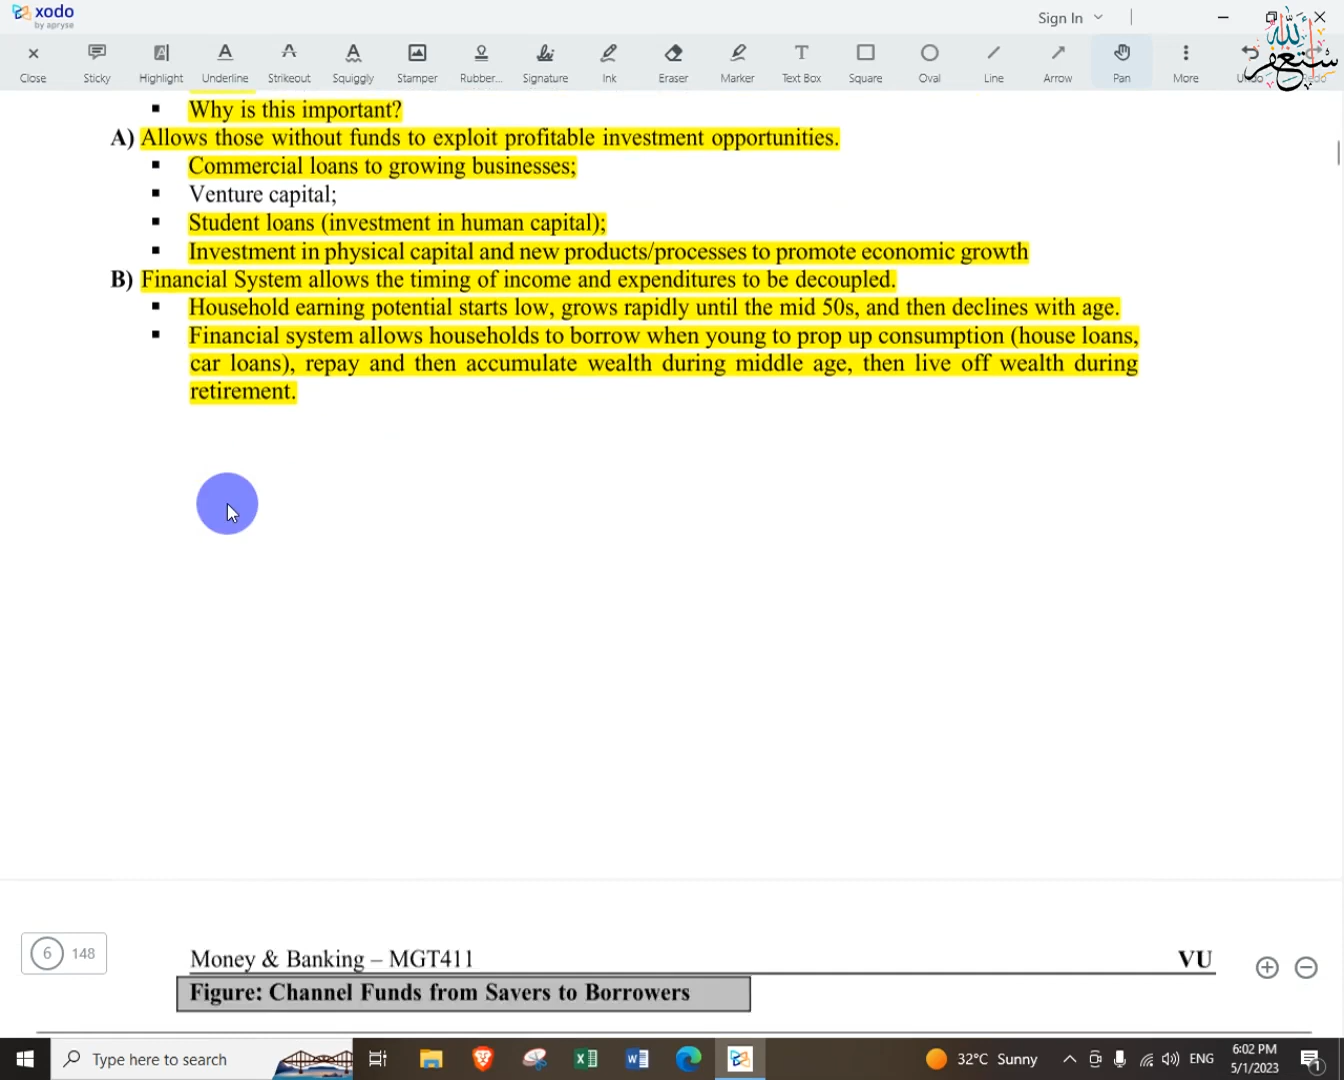 xodo
by apryse
Sign In
Close
Sticky
Highlight
Underline
Strikeout
Squiggly
Stamper
Rubber...
Signature
Ink
Eraser
Marker
Text Box
Square
Oval
Line
Arrow
Pan
More
Undo
Redo
▪ Why is this important?
A) Allows those without funds to exploit profitable investment opportunities.
▪ Commercial loans to growing businesses;
▪ Venture capital;
▪ Student loans (investment in human capital);
▪ Investment in physical capital and new products/processes to promote economic growth
B) Financial System allows the timing of income and expenditures to be decoupled.
▪ Household earning potential starts low, grows rapidly until the mid 50s, and then declines with age.
▪ Financial system allows households to borrow when young to prop up consumption (house loans,
car loans), repay and then accumulate wealth during middle age, then live off wealth during
retirement.
6 148
Money & Banking – MGT411 VU
Figure: Channel Funds from Savers to Borrowers
Type here to search
32°C Sunny
ENG
6:02 PM
5/1/2023
1